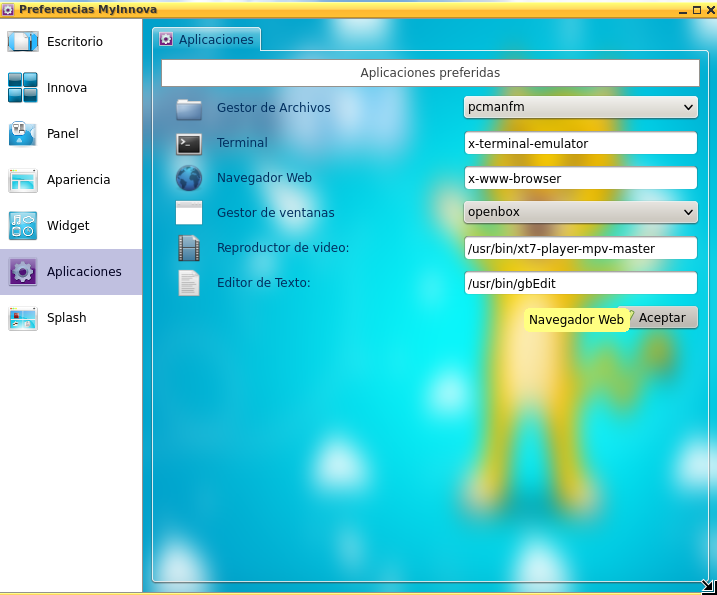 Preferencias MyInnova
Escritorio
Innova
Panel
Apariencia
Widget
Aplicaciones
Splash
Aplicaciones
Aplicaciones preferidas
Gestor de Archivos pcmanfm
Terminal x-terminal-emulator
Navegador Web x-www-browser
Gestor de ventanas openbox
Reproductor de video: /usr/bin/xt7-player-mpv-master
Editor de Texto: /usr/bin/gbEdit
Navegador Web Aceptar